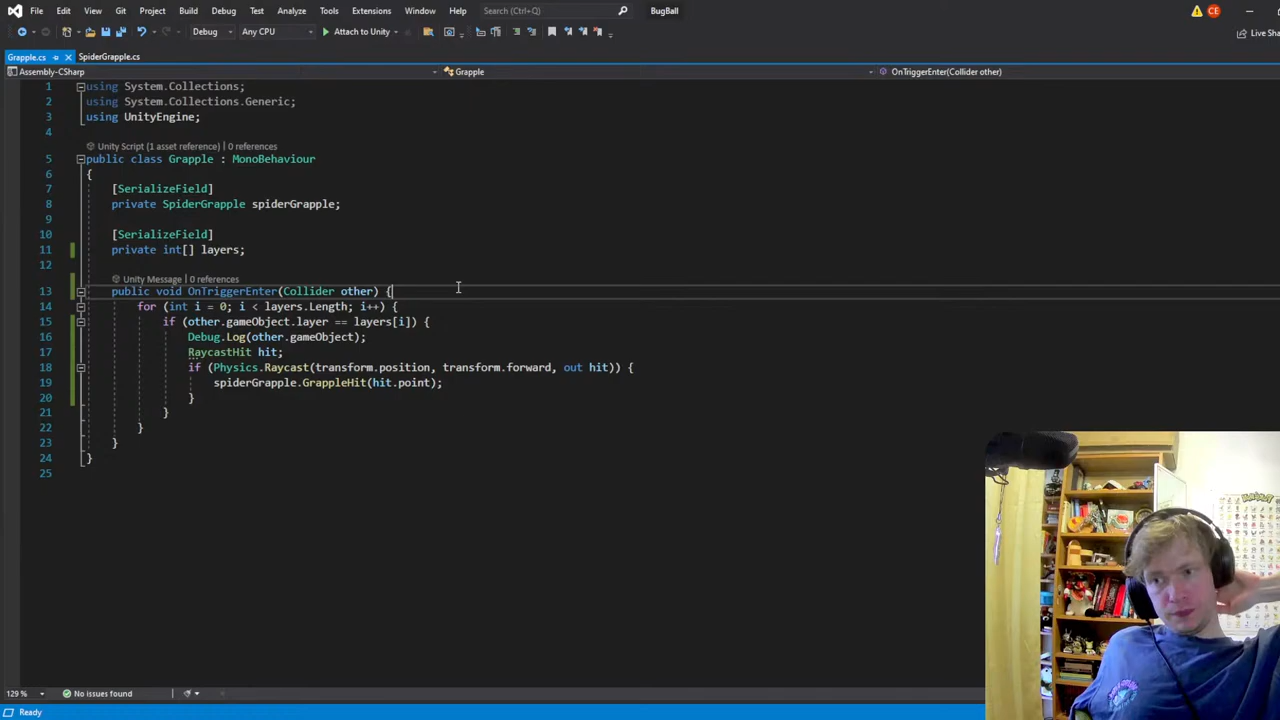 File Edit View Git Project Build Debug Test Analyze Tools Extensions Window Help Search (Ctrl+Q) BugBall CE
Debug Any CPU Attach to Unity Live Sha
Grapple.cs SpiderGrapple.cs
Assembly-CSharp Grapple OnTriggerEnter(Collider other)
1 using System.Collections;
2 using System.Collections.Generic;
3 using UnityEngine;
4
Unity Script (1 asset reference) | 0 references
5 public class Grapple : MonoBehaviour
6 {
7 [SerializeField]
8 private SpiderGrapple spiderGrapple;
9
10 [SerializeField]
11 private int[] layers;
12
Unity Message | 0 references
13 public void OnTriggerEnter(Collider other) {
14 for (int i = 0; i < layers.Length; i++) {
15 if (other.gameObject.layer == layers[i]) {
16 Debug.Log(other.gameObject);
17 RaycastHit hit;
18 if (Physics.Raycast(transform.position, transform.forward, out hit)) {
19 spiderGrapple.GrappleHit(hit.point);
20 }
21 }
22 }
23 }
24 }
25
129 % No issues found
Ready